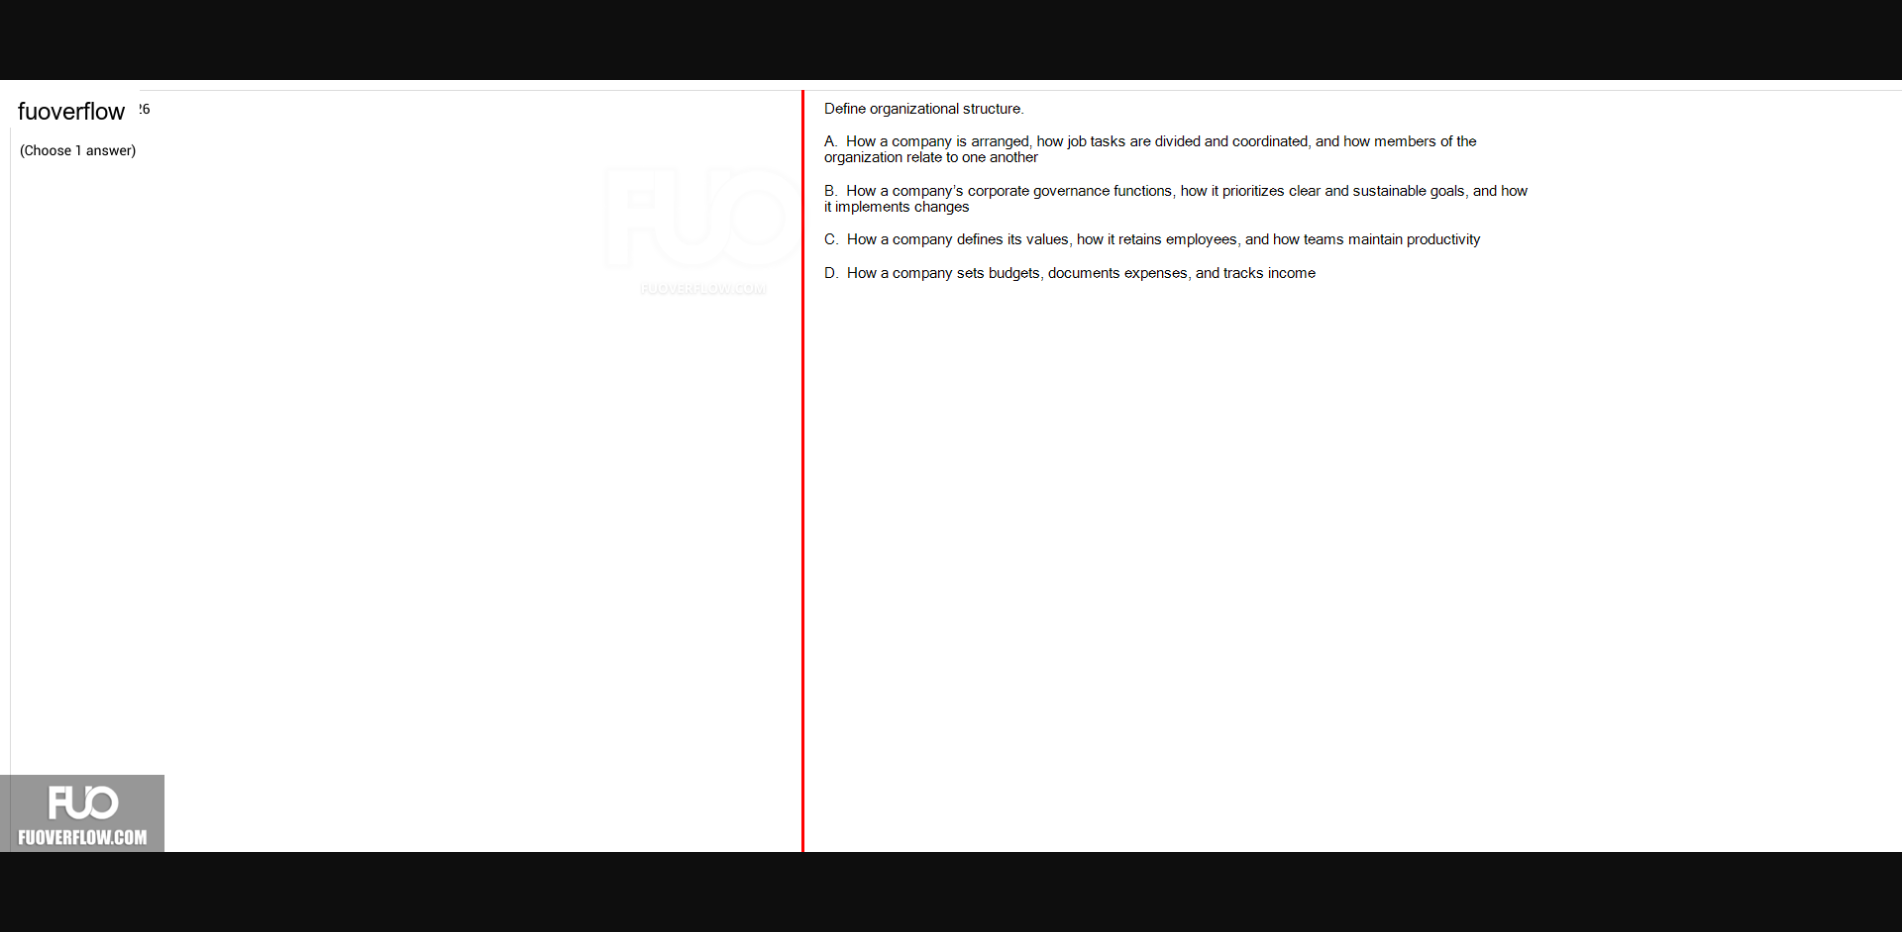 fuoverflow
26
(Choose 1 answer)
FUO
FUOVERFLOW.COM
Define organizational structure.
A. How a company is arranged, how job tasks are divided and coordinated, and how members of the
organization relate to one another
B. How a company's corporate governance functions, how it prioritizes clear and sustainable goals, and how
it implements changes
C. How a company defines its values, how it retains employees, and how teams maintain productivity
D. How a company sets budgets, documents expenses, and tracks income
FUO
FUOVERFLOW.COM